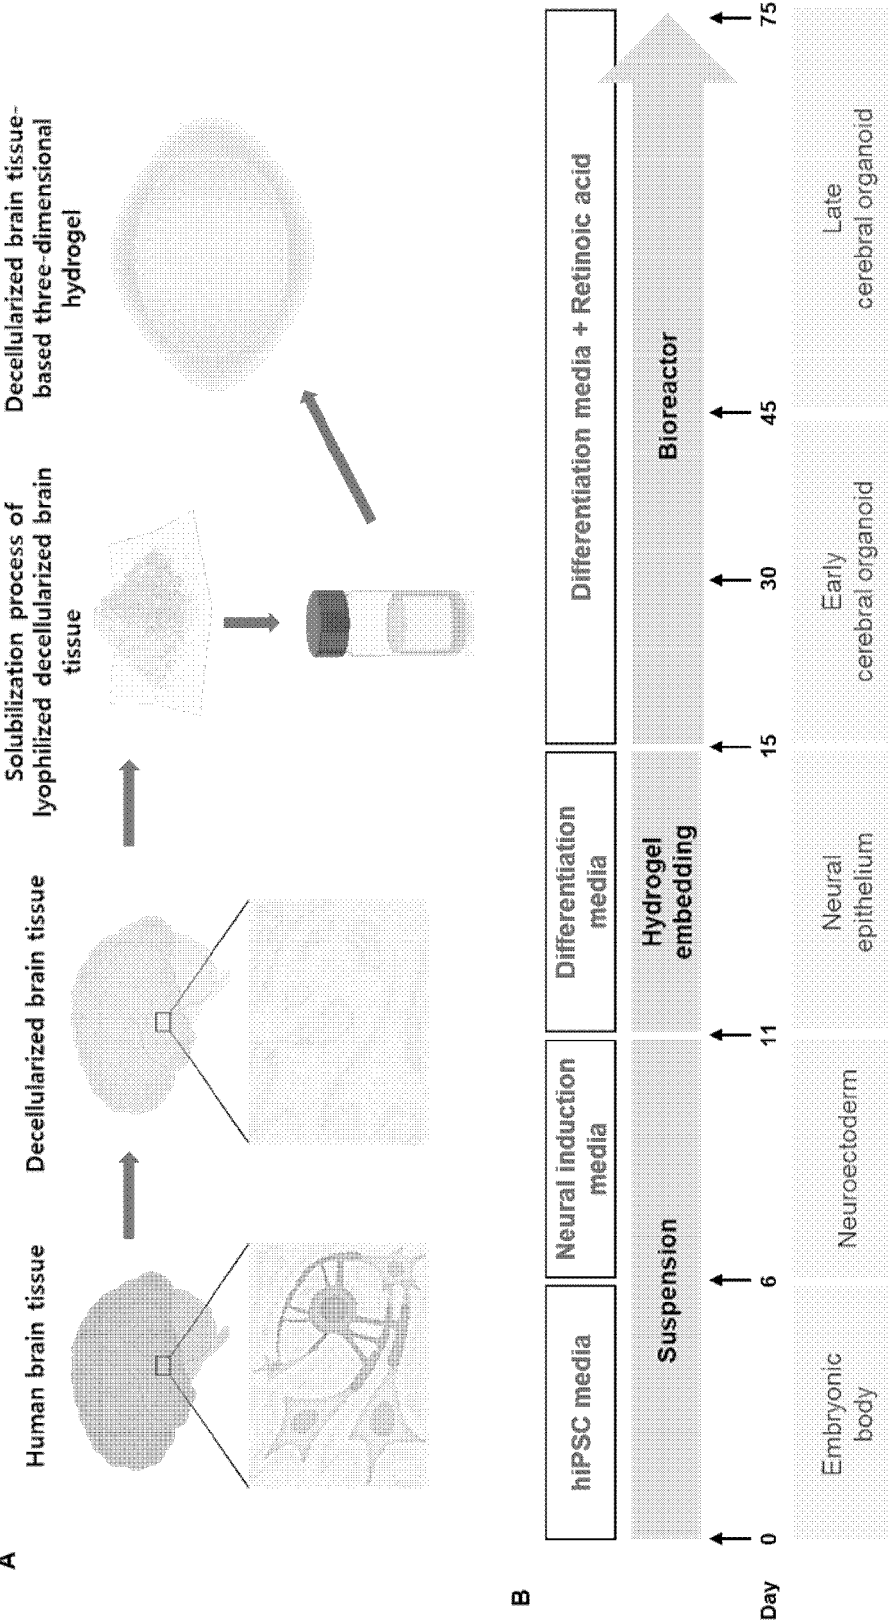 A
Human brain tissue
Decellularized brain tissue
Solubilization process of
lyophilized decellularized brain
tissue
Decellularized brain tissue-
based three-dimensional
hydrogel
B
hiPSC media
Neural induction
media
Differentiation
media
Differentiation media + Retinoic acid
Suspension
Hydrogel
embedding
Bioreactor
Day
0
6
11
15
30
45
75
Embryonic
body
Neuroectoderm
Neural
epithelium
Early
cerebral organoid
Late
cerebral organoid